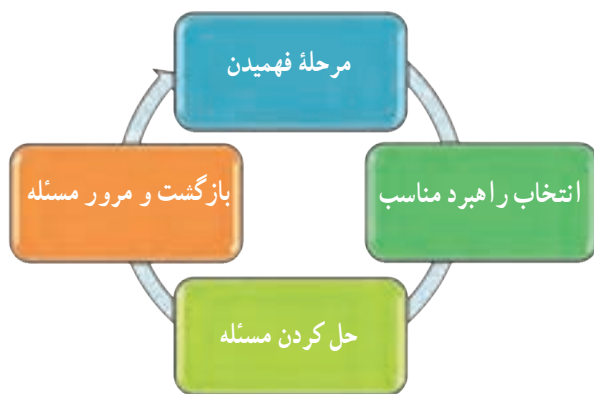 مرحلهٔ فهمیدن
انتخاب راهبرد مناسب
حل کردن مسئله
بازگشت و مرور مسئله